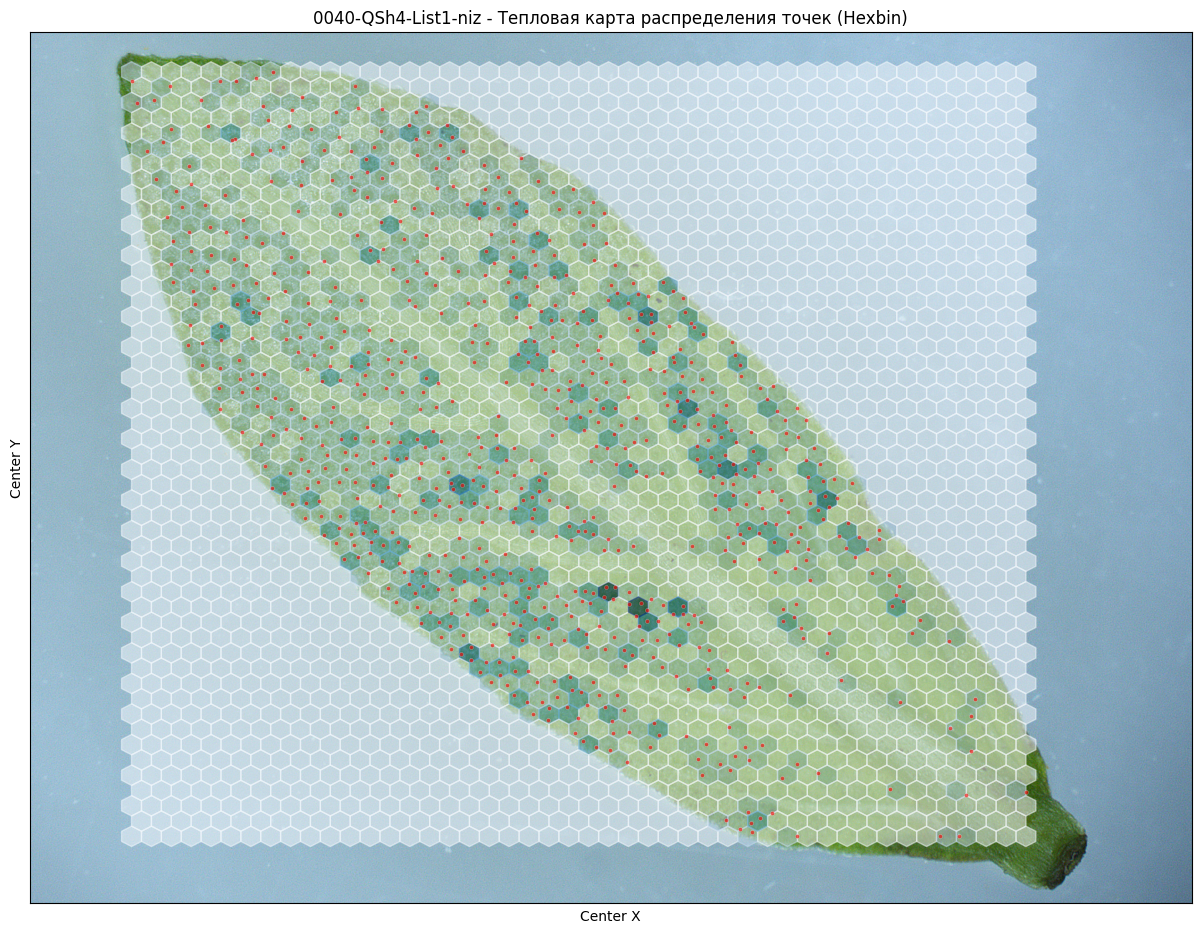 0040-QSh4-List1-niz - Тепловая карта распределения точек (Hexbin)
Center Y
Center X